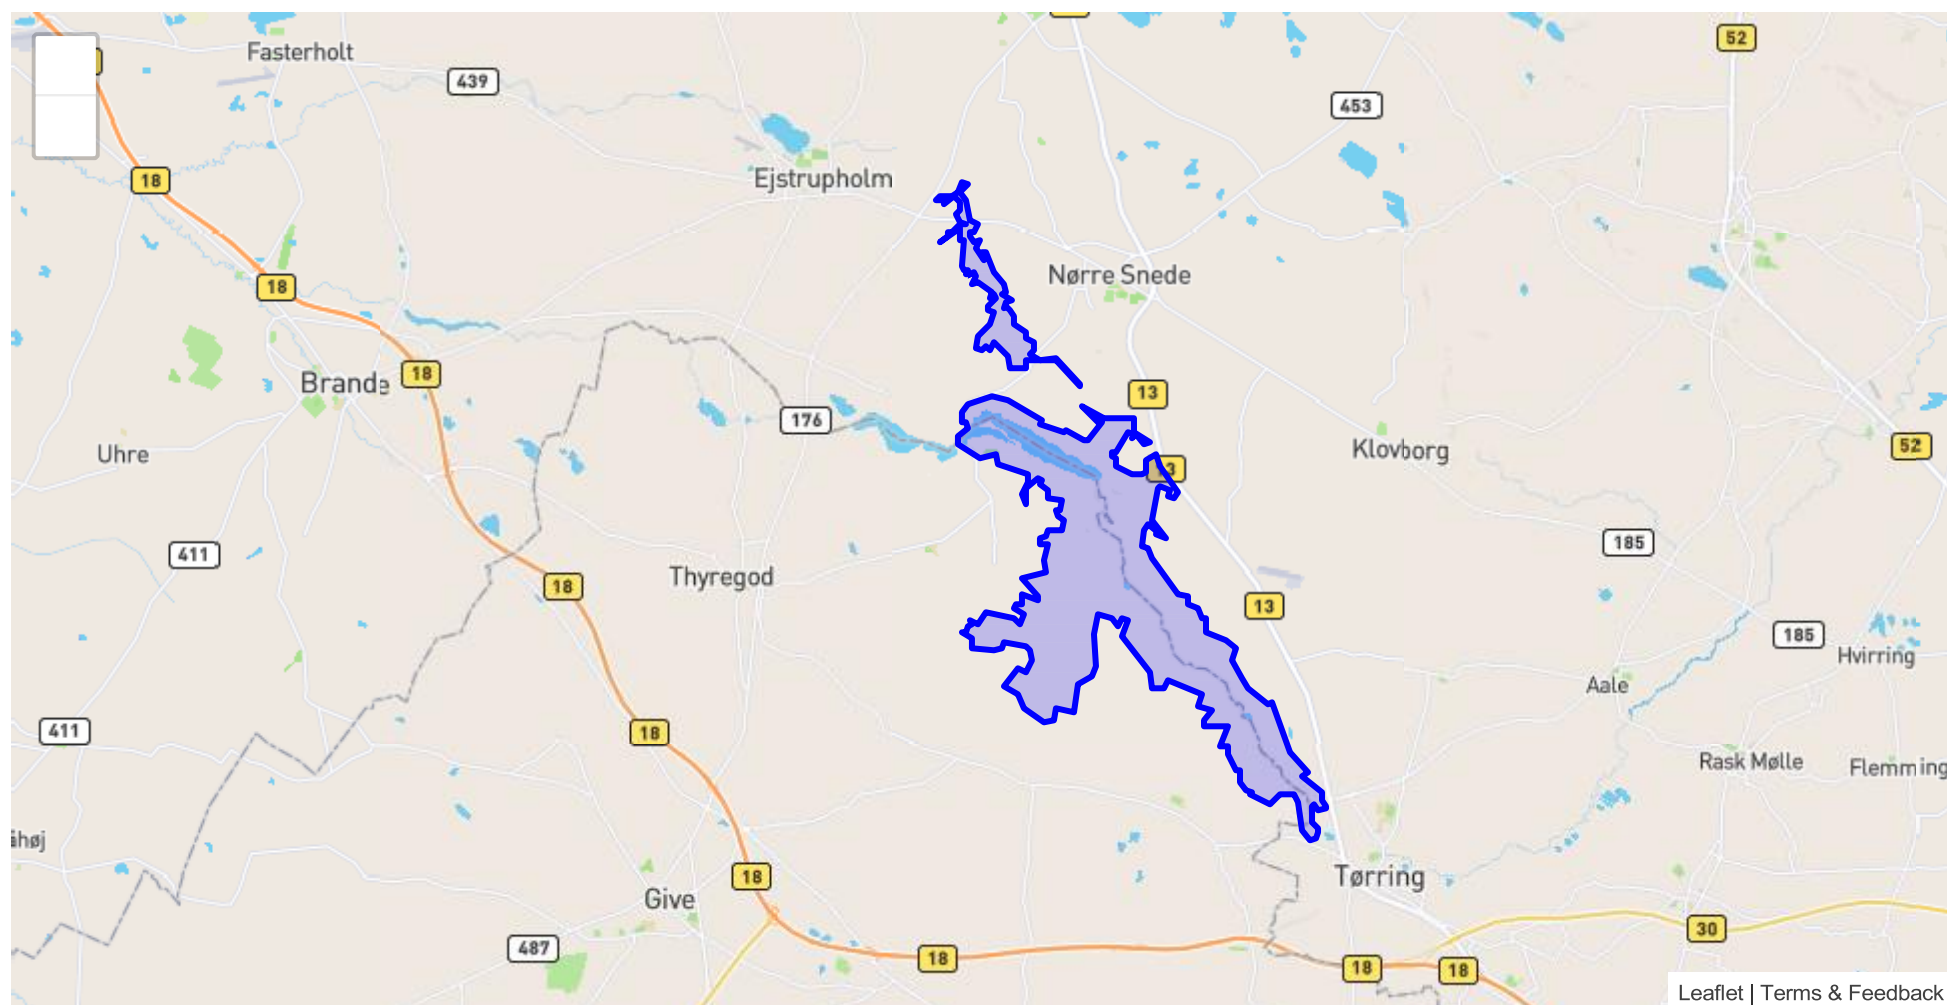 52
Fasterholt
439
453
Ejstrupholm
18
Nørre Snede
18
18
Brande
13
176
Uhre
Klovborg
52
13
411
185
Thyregod
18
13
185
Hvirring
Aale
411
18
Rask Mølle
Flemming
åhøj
Tørring
18
Give
30
487
18
18
18
Leaflet | Terms & Feedback